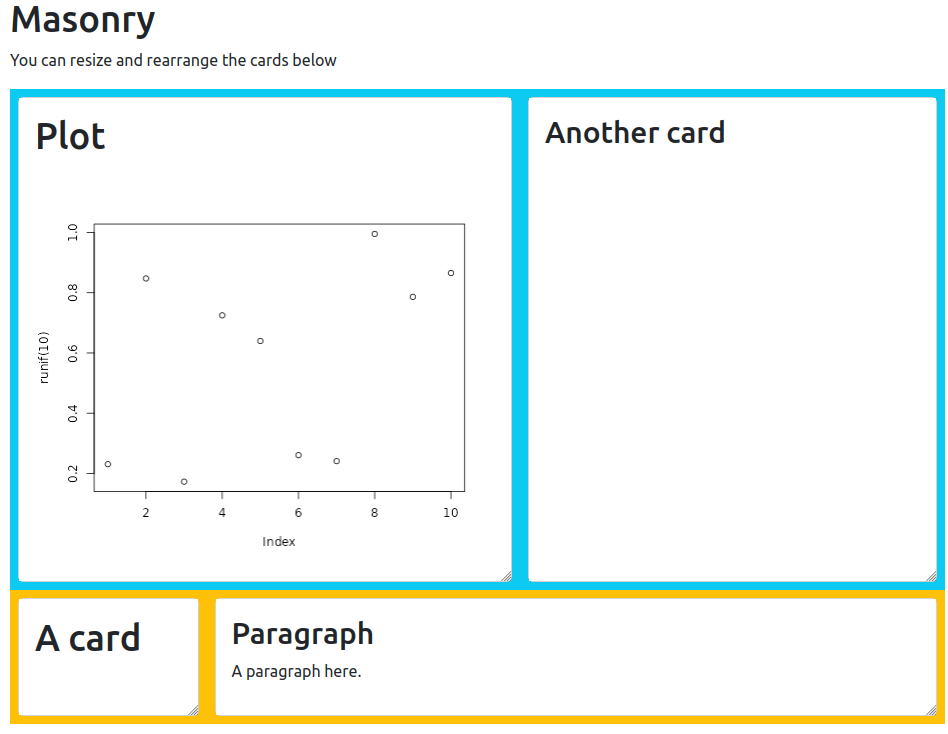 Masonry
You can resize and rearrange the cards below
Plot
Another card
1.0
0.8
0.6
0.4
0.2
runif(10)
2 4 6 8 10
Index
A card
Paragraph
A paragraph here.